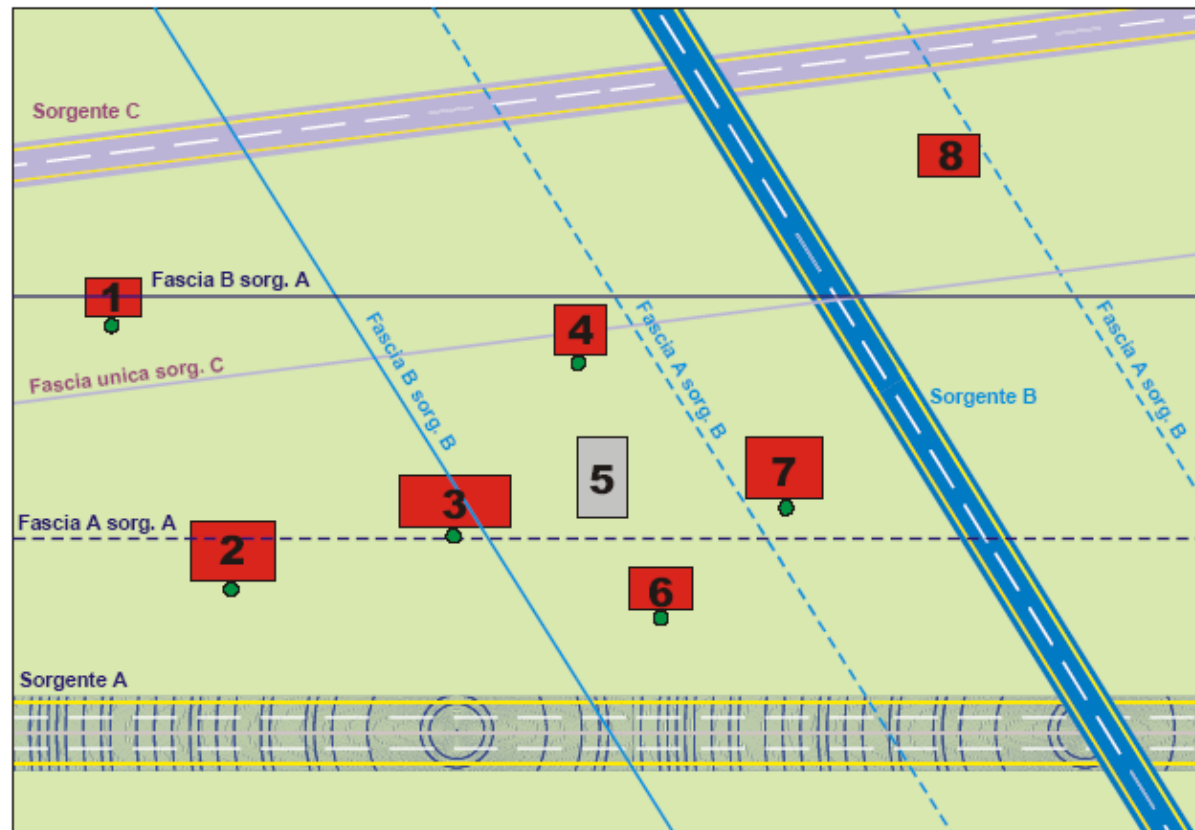 Sorgente C
8
Fascia B sorg. A
1
4
Fascia A sorg. B
Fascia A sorg. B
Fascia B sorg. B
Fascia unica sorg. C
Sorgente B
5
7
3
Fascia A sorg. A
2
6
Sorgente A